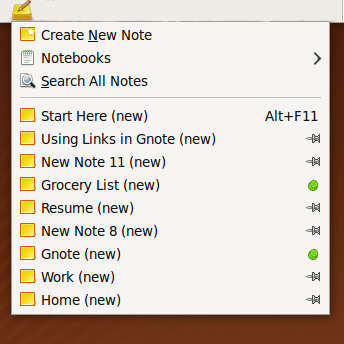 Create New Note
Notebooks
Search All Notes
Start Here (new) Alt+F11
Using Links in Gnote (new)
New Note 11 (new)
Grocery List (new)
Resume (new)
New Note 8 (new)
Gnote (new)
Work (new)
Home (new)